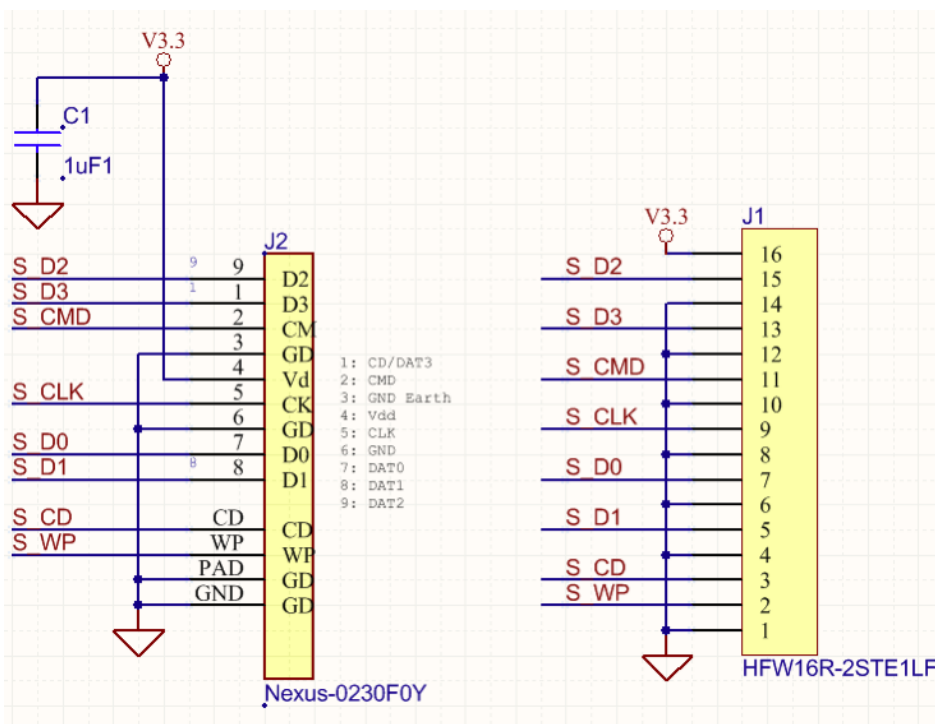 V3.3
C1
1uF1
J2
S_D2 9 9 D2
S_D3 1 1 D3
S_CMD 2 CM
3 GD
4 Vd
S_CLK 5 CK
6 GD
S_D0 7 D0
S_D1 8 8 D1
S_CD CD CD
S_WP WP WP
PAD GD
GND GD
Nexus-0230F0Y
1: CD/DAT3
2: CMD
3: GND Earth
4: Vdd
5: CLK
6: GND
7: DAT0
8: DAT1
9: DAT2
V3.3
J1
16
S_D2 15
14
S_D3 13
12
S_CMD 11
10
S_CLK 9
8
S_D0 7
6
S_D1 5
4
S_CD 3
S_WP 2
1
HFW16R-2STE1LF